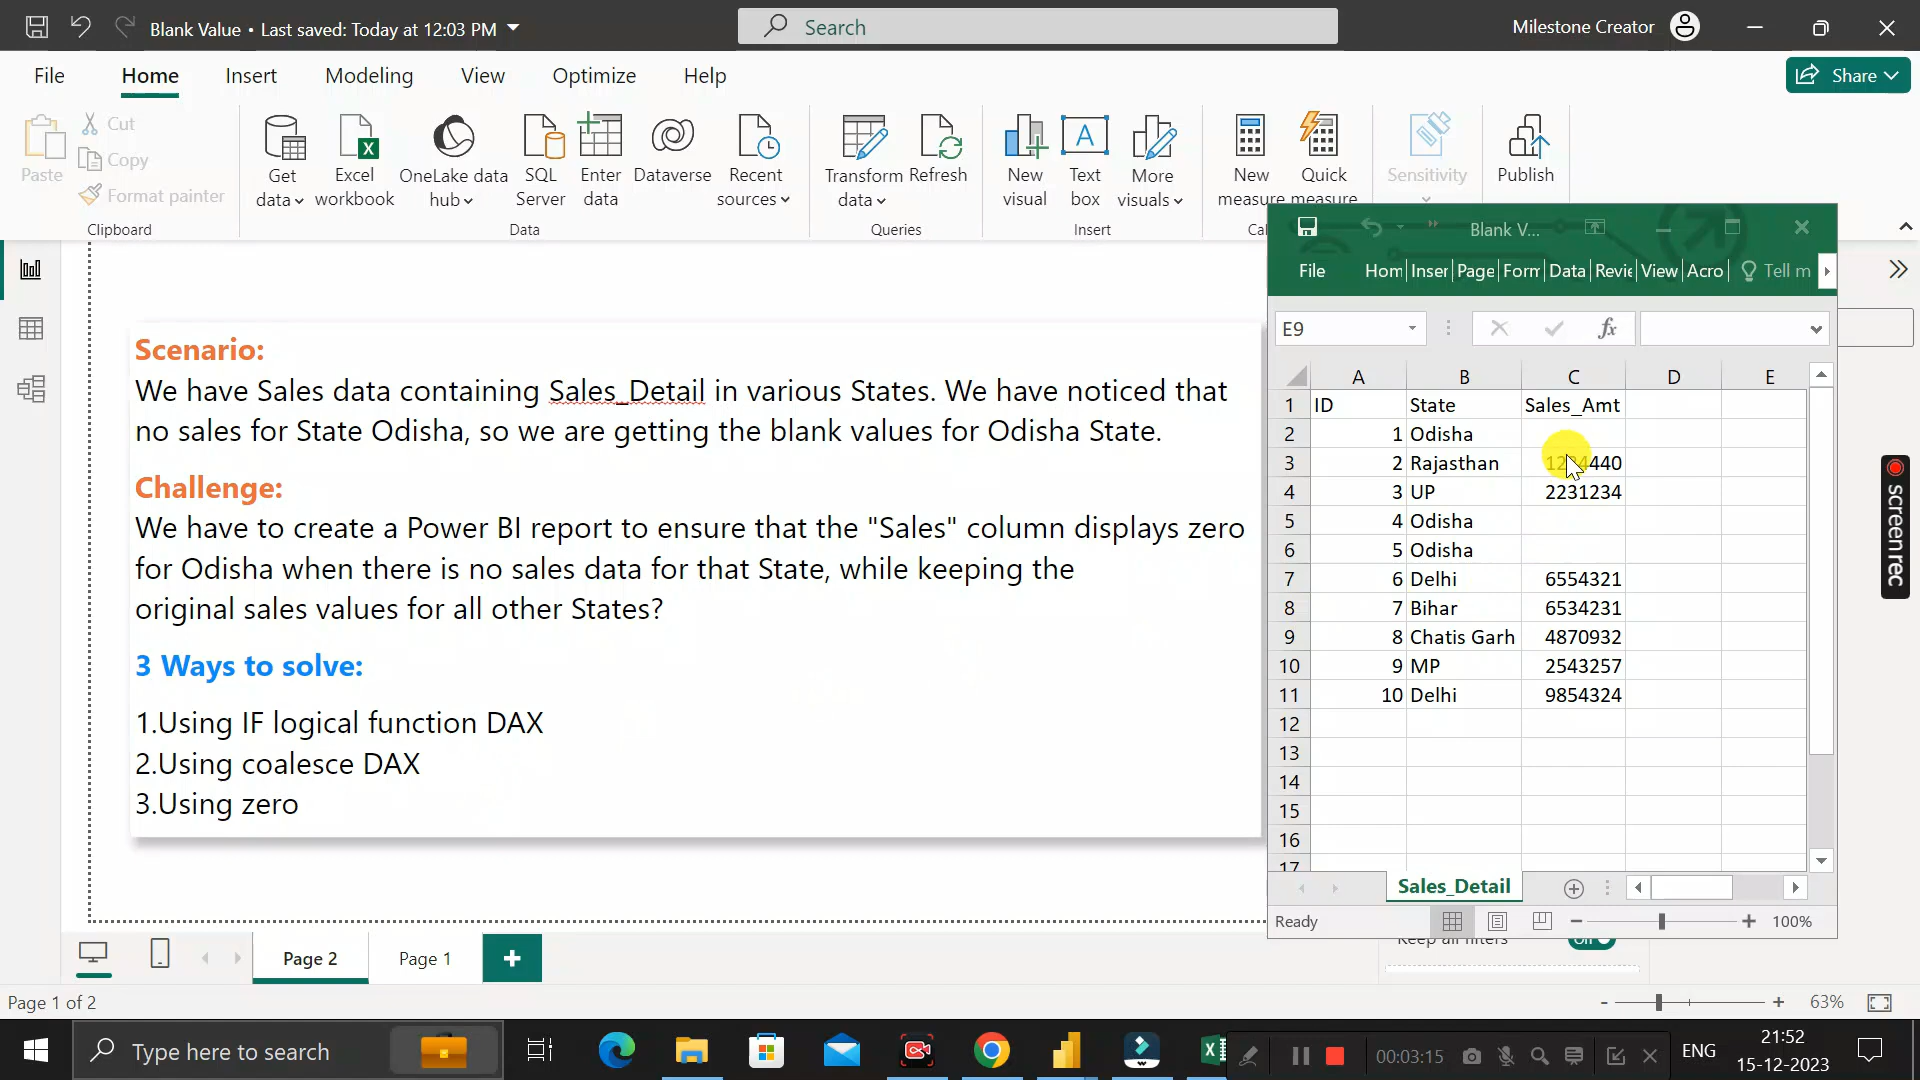 Blank Value • Last saved: Today at 12:03 PM
Search
Milestone Creator
File Home Insert Modeling View Optimize Help
Share
Paste
Cut
Copy
Format painter
Clipboard
Get data
Excel workbook
OneLake data hub
SQL Server
Enter data
Dataverse
Recent sources
Data
Transform data
Refresh
Queries
New visual
Text box
More visuals
Insert
New measure
Quick measure
Sensitivity
Publish
Scenario:
We have Sales data containing Sales_Detail in various States. We have noticed that
no sales for State Odisha, so we are getting the blank values for Odisha State.
Challenge:
We have to create a Power BI report to ensure that the "Sales" column displays zero
for Odisha when there is no sales data for that State, while keeping the
original sales values for all other States?
3 Ways to solve:
1.Using IF logical function DAX
2.Using coalesce DAX
3.Using zero
Blank V...
File Hom Inser Page Form Data Revie View Acro Tell m
E9
fx
A B C D E
1 ID State Sales_Amt
2 1 Odisha
3 2 Rajasthan
4 3 UP 2231234
5 4 Odisha
6 5 Odisha
7 6 Delhi 6554321
8 7 Bihar 6534231
9 8 Chatis Garh 4870932
10 9 MP 2543257
11 10 Delhi 9854324
12
13
14
15
16
17
Sales_Detail
Ready
100%
screen rec
Page 2
Page 1
Page 1 of 2
63%
Type here to search
00:03:15
ENG
21:52
15-12-2023